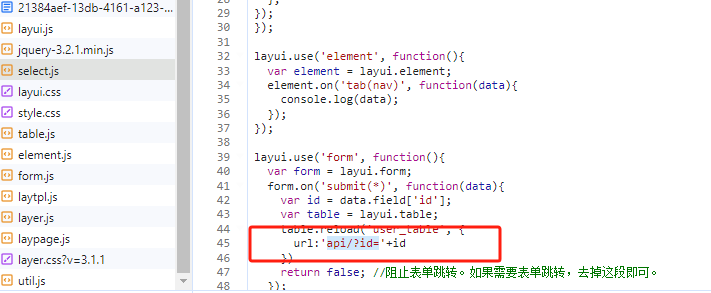 21384aef-13db-4161-a123-...
layui.js
jquery-3.2.1.min.js
select.js
layui.css
style.css
table.js
element.js
form.js
laytpl.js
layer.js
laypage.js
layer.css?v=3.1.1
util.js
28 };
29 });
30 });
31
32 layui.use('element', function(){
33 var element = layui.element;
34 element.on('tab(nav)', function(data){
35 console.log(data);
36 });
37 });
38
39 layui.use('form', function(){
40 var form = layui.form;
41 form.on('submit(*)', function(data){
42 var id = data.field['id'];
43 var table = layui.table;
44 table.reload('user_table', {
45 url:'api/?id='+id
46 })
47 return false; //阻止表单跳转。如果需要表单跳转，去掉这段即可。
48 });